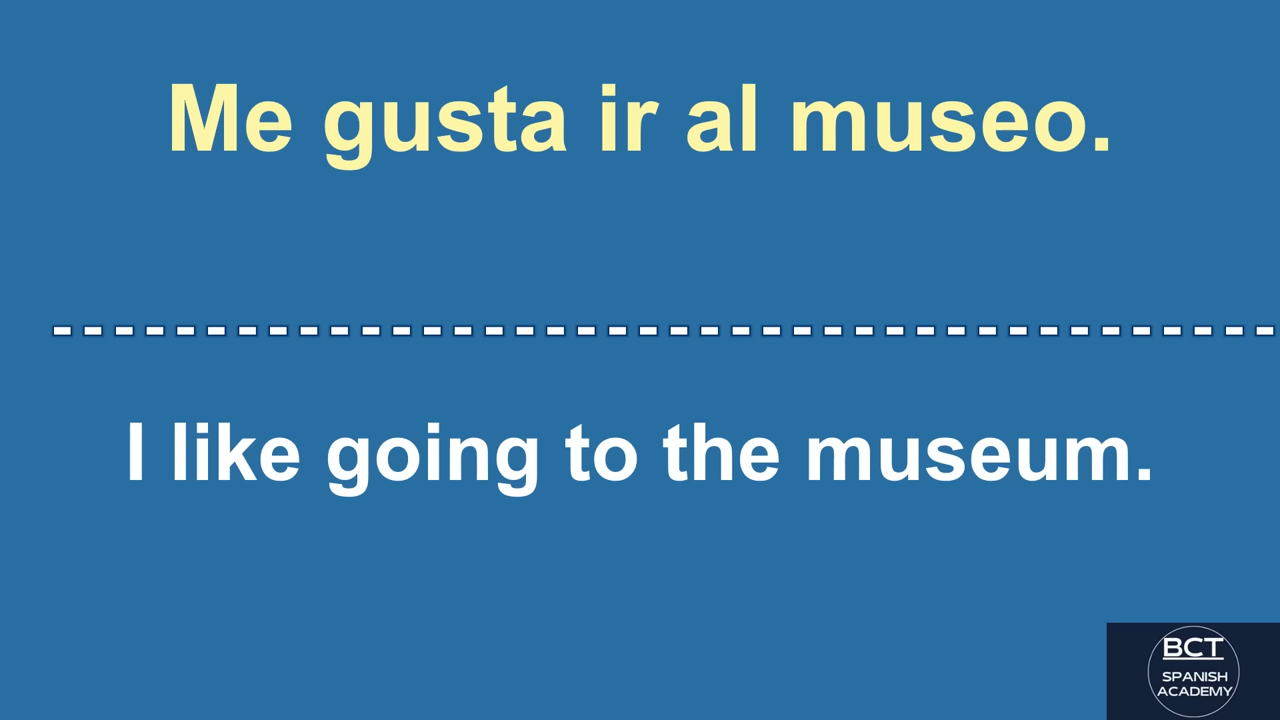 Me gusta ir al museo.
I like going to the museum.
BCT
SPANISH
ACADEMY